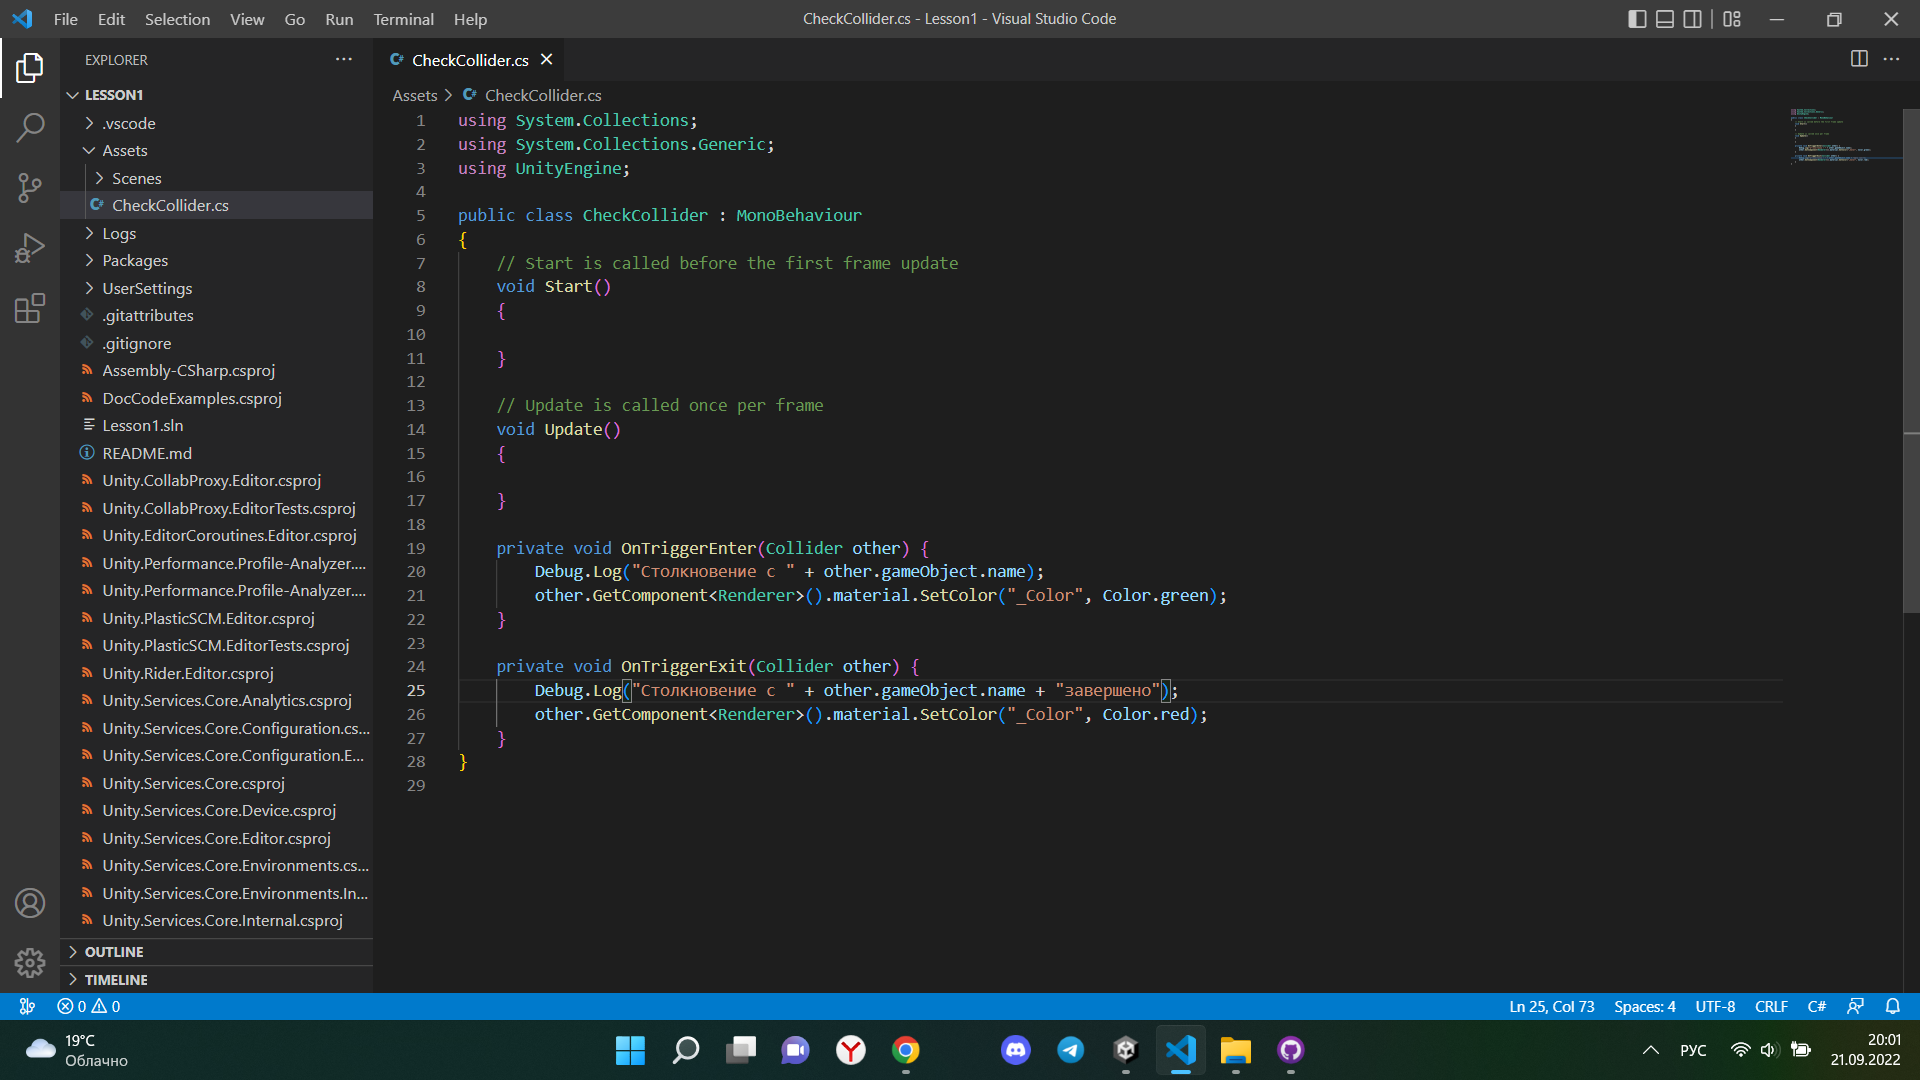 File Edit Selection View Go Run Terminal Help
CheckCollider.cs - Lesson1 - Visual Studio Code
EXPLORER
LESSON1
.vscode
Assets
Scenes
CheckCollider.cs
Logs
Packages
UserSettings
.gitattributes
.gitignore
Assembly-CSharp.csproj
DocCodeExamples.csproj
Lesson1.sln
README.md
Unity.CollabProxy.Editor.csproj
Unity.CollabProxy.EditorTests.csproj
Unity.EditorCoroutines.Editor.csproj
Unity.Performance.Profile-Analyzer....
Unity.Performance.Profile-Analyzer....
Unity.PlasticSCM.Editor.csproj
Unity.PlasticSCM.EditorTests.csproj
Unity.Rider.Editor.csproj
Unity.Services.Core.Analytics.csproj
Unity.Services.Core.Configuration.cs...
Unity.Services.Core.Configuration.E...
Unity.Services.Core.csproj
Unity.Services.Core.Device.csproj
Unity.Services.Core.Editor.csproj
Unity.Services.Core.Environments.cs...
Unity.Services.Core.Environments.In...
Unity.Services.Core.Internal.csproj
OUTLINE
TIMELINE
CheckCollider.cs
Assets > CheckCollider.cs
1 using System.Collections;
2 using System.Collections.Generic;
3 using UnityEngine;
4
5 public class CheckCollider : MonoBehaviour
6 {
7 // Start is called before the first frame update
8 void Start()
9 {
10
11 }
12
13 // Update is called once per frame
14 void Update()
15 {
16
17 }
18
19 private void OnTriggerEnter(Collider other) {
20 Debug.Log("Столкновение с " + other.gameObject.name);
21 other.GetComponent<Renderer>().material.SetColor("_Color", Color.green);
22 }
23
24 private void OnTriggerExit(Collider other) {
25 Debug.Log("Столкновение с " + other.gameObject.name + "завершено");
26 other.GetComponent<Renderer>().material.SetColor("_Color", Color.red);
27 }
28 }
29
0 0
Ln 25, Col 73 Spaces: 4 UTF-8 CRLF C#
19°C
Облачно
РУС
20:01
21.09.2022